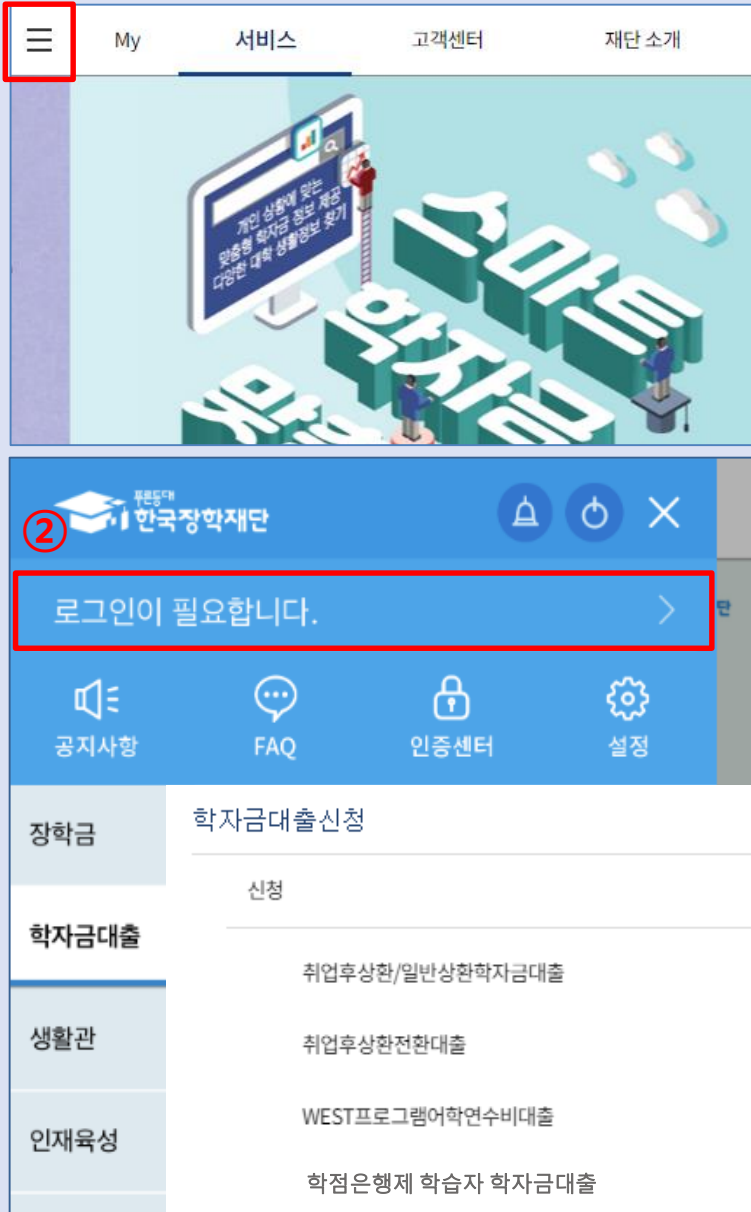 My 서비스 고객센터 재단 소개
개인 상황에 맞는
맞춤형 학자금 정보 제공
다양한 대학 생활정보 찾기
스마트
학자금
맞춤
②
푸른등대
한국장학재단
로그인이 필요합니다.
단
공지사항 FAQ 인증센터 설정
장학금
학자금대출
생활관
인재육성
학자금대출신청
신청
취업후상환/일반상환학자금대출
취업후상환전환대출
WEST프로그램어학연수비대출
학점은행제 학습자 학자금대출